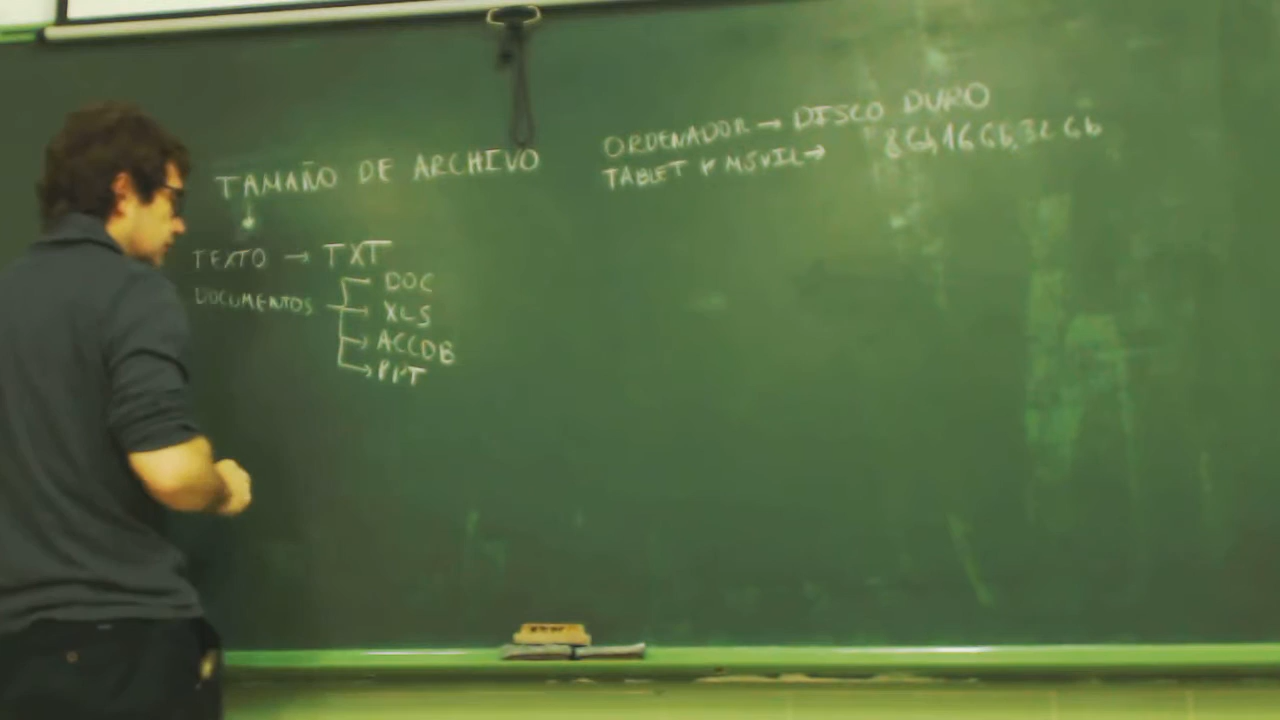 TAMAÑO DE ARCHIVO
TEXTO → TXT
DOCUMENTOS → DOC
→ XLS
→ ACCDB
→ PPT
ORDENADOR → DISCO DURO
TABLET Y MÓVIL → 8Gb, 16Gb, 32Gb